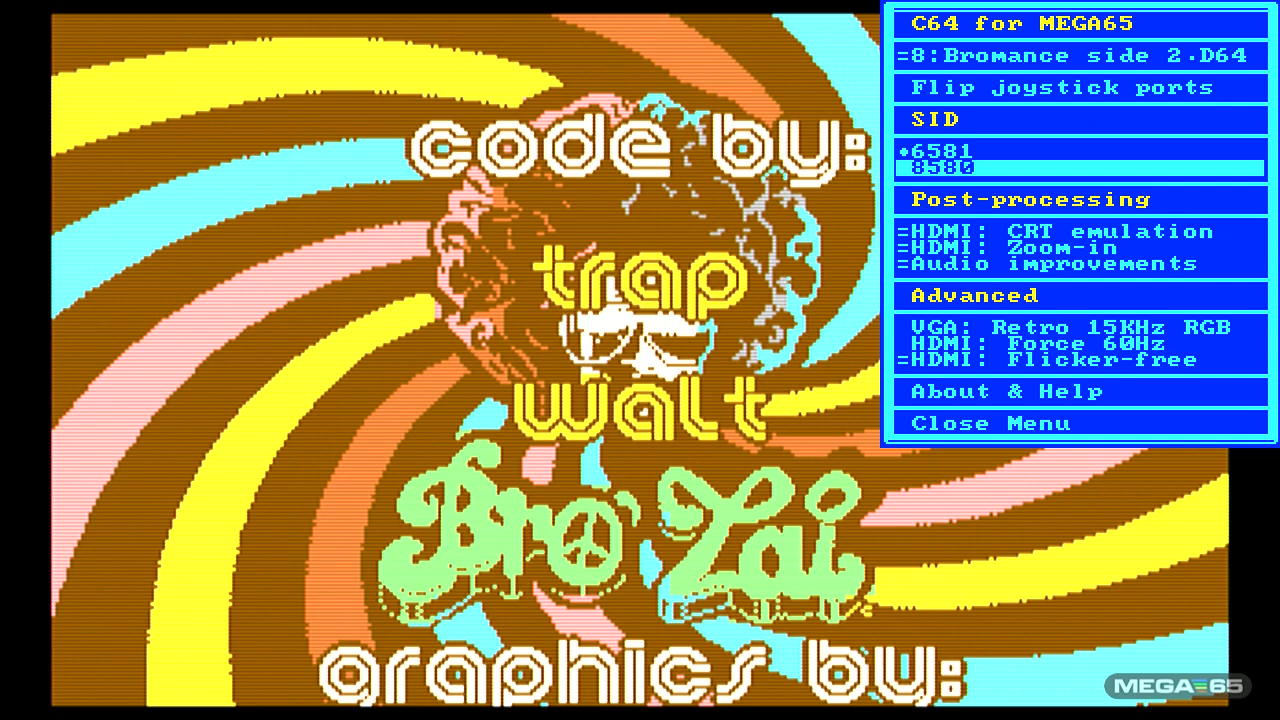 code by:
trap
walt
Bro Zai
graphics by:
C64 for MEGA65
=8:Bromance side 2.D64
Flip joystick ports
SID
•6581
8580
Post-processing
=HDMI: CRT emulation
=HDMI: Zoom-in
=Audio improvements
Advanced
VGA: Retro 15KHz RGB
HDMI: Force 60Hz
=HDMI: Flicker-free
About & Help
Close Menu
MEGA65